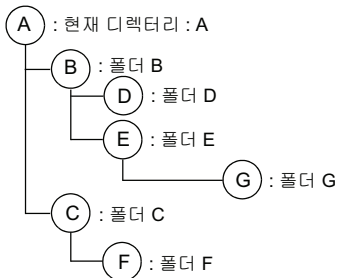 A : 현재 디렉터리 : A
B : 폴더 B
D : 폴더 D
E : 폴더 E
G : 폴더 G
C : 폴더 C
F : 폴더 F